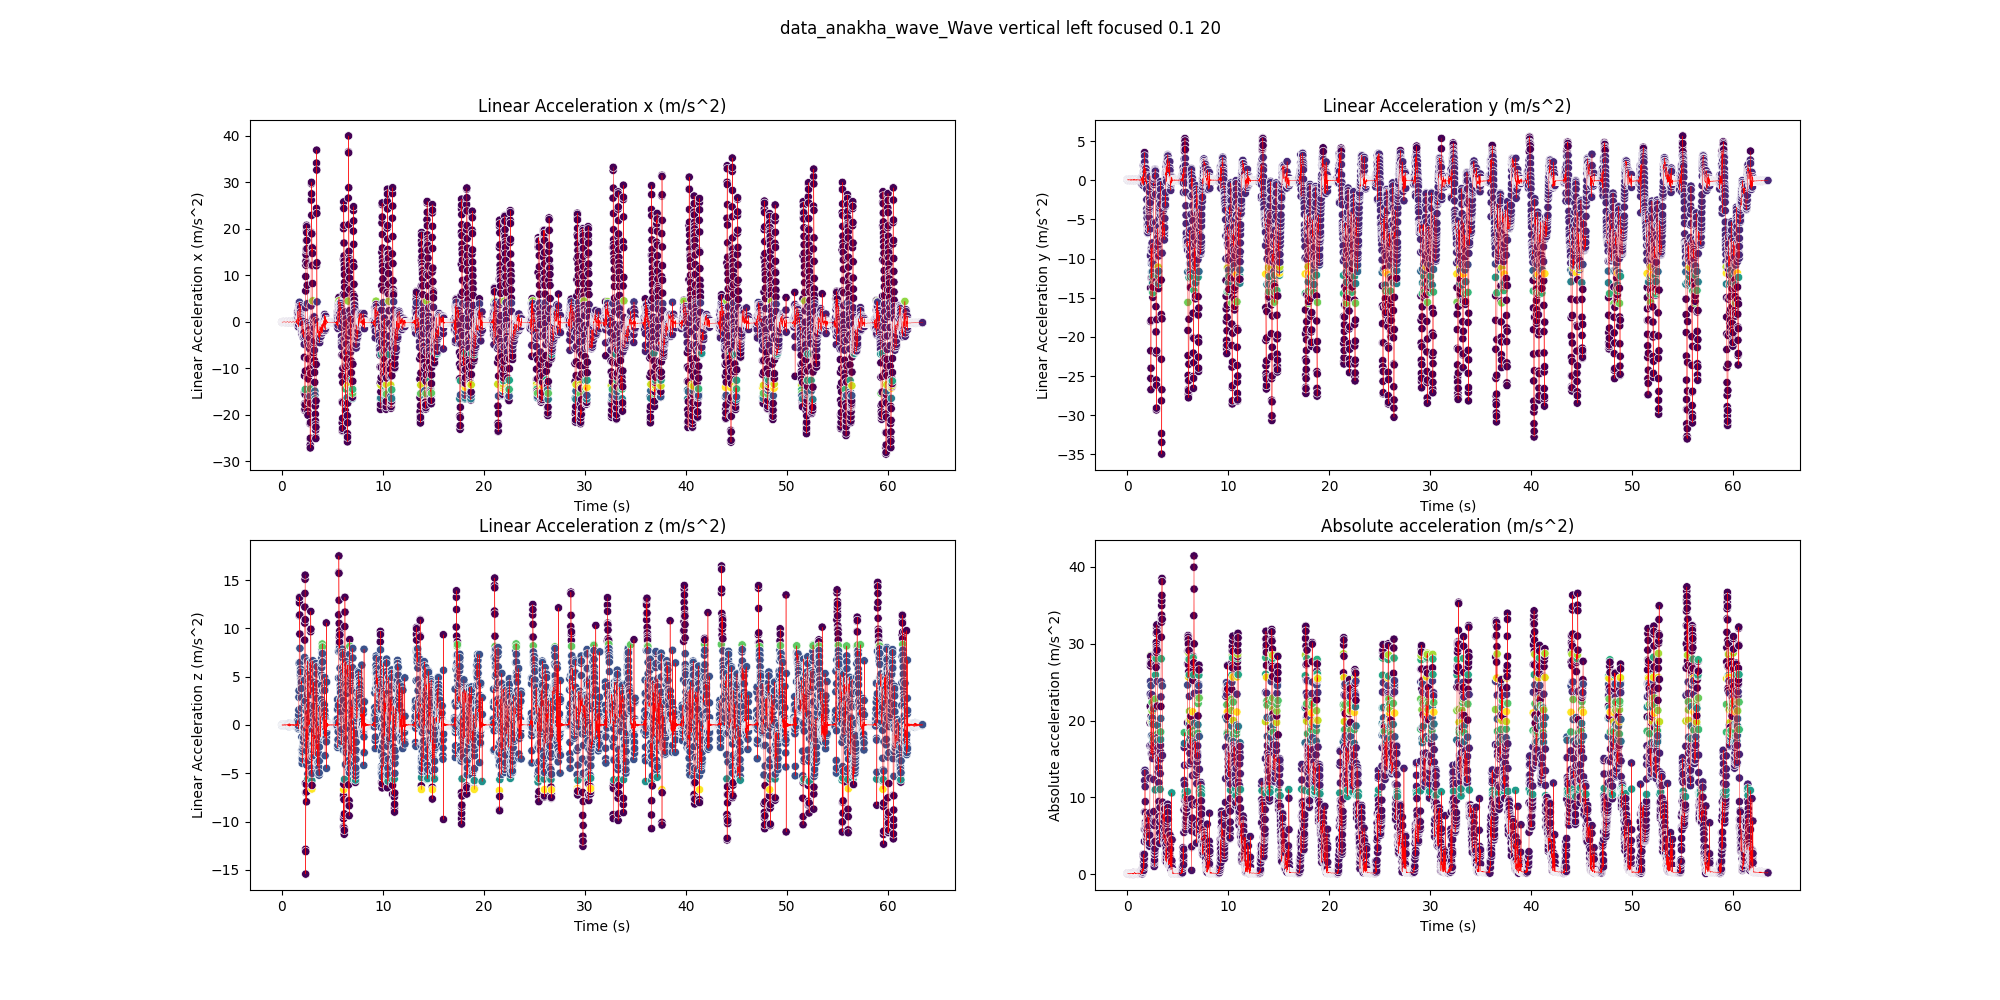 data_anakha_wave_Wave vertical left focused 0.1 20
Linear Acceleration x (m/s^2)
Linear Acceleration x (m/s^2)
40
30
20
10
0
−10
−20
−30
0 10 20 30 40 50 60
Time (s)
Linear Acceleration y (m/s^2)
Linear Acceleration y (m/s^2)
5
0
−5
−10
−15
−20
−25
−30
−35
0 10 20 30 40 50 60
Time (s)
Linear Acceleration z (m/s^2)
Linear Acceleration z (m/s^2)
15
10
5
0
−5
−10
−15
0 10 20 30 40 50 60
Time (s)
Absolute acceleration (m/s^2)
Absolute acceleration (m/s^2)
40
30
20
10
0
0 10 20 30 40 50 60
Time (s)